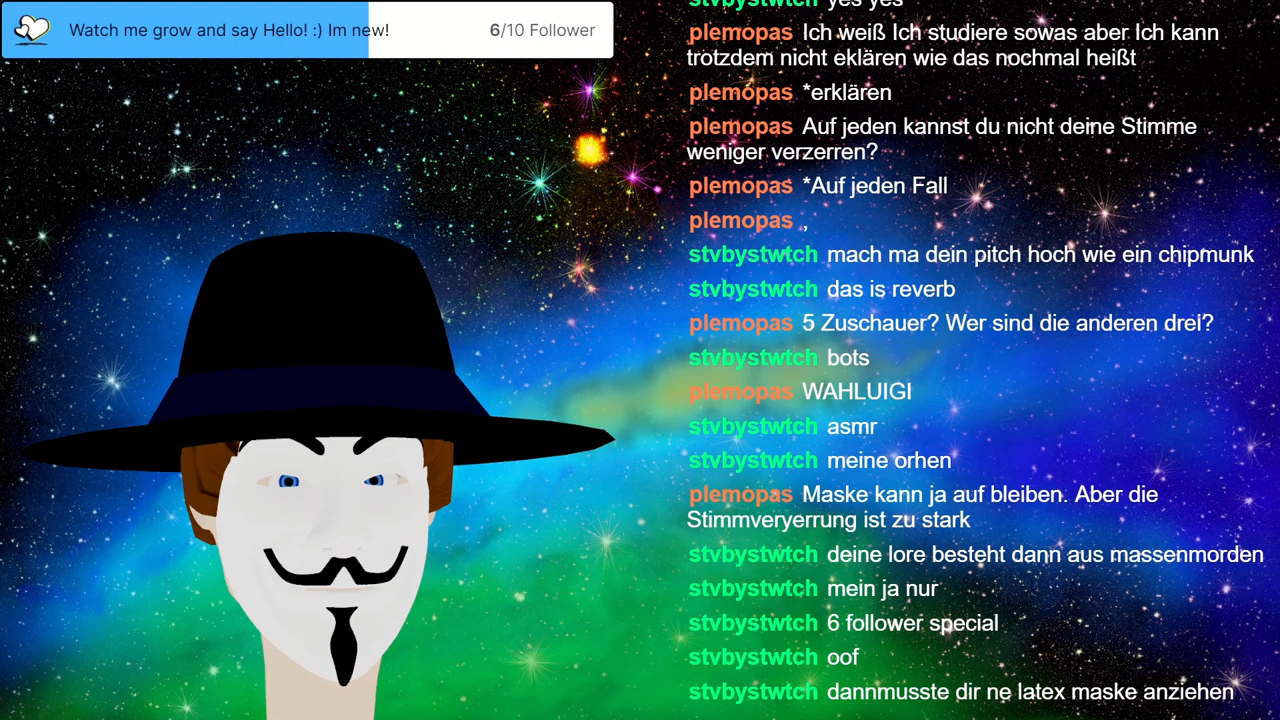 Watch me grow and say Hello! :) Im new!
6/10 Follower
stvbystwtch yes yes
plemopas Ich weiß Ich studiere sowas aber Ich kann
trotzdem nicht eklären wie das nochmal heißt
plemopas *erklären
plemopas Auf jeden kannst du nicht deine Stimme
weniger verzerren?
plemopas *Auf jeden Fall
plemopas ,
stvbystwtch mach ma dein pitch hoch wie ein chipmunk
stvbystwtch das is reverb
plemopas 5 Zuschauer? Wer sind die anderen drei?
stvbystwtch bots
plemopas WAHLUIGI
stvbystwtch asmr
stvbystwtch meine orhen
plemopas Maske kann ja auf bleiben. Aber die
Stimmveryerrung ist zu stark
stvbystwtch deine lore besteht dann aus massenmorden
stvbystwtch mein ja nur
stvbystwtch 6 follower special
stvbystwtch oof
stvbystwtch dannmusste dir ne latex maske anziehen